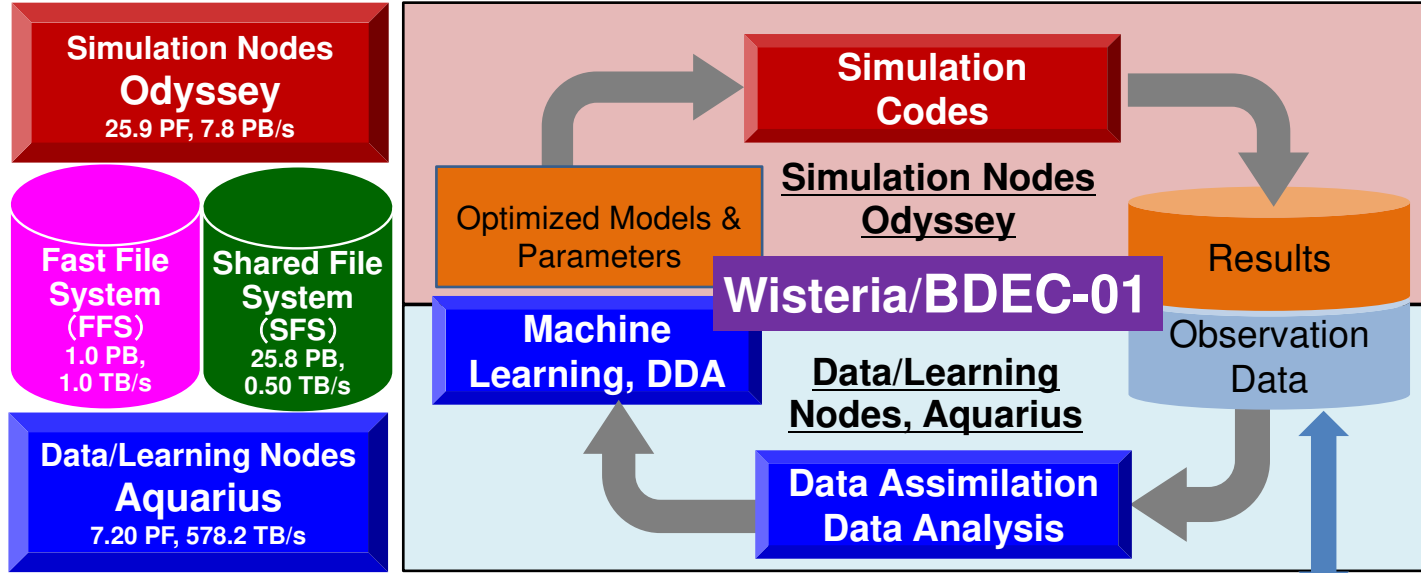 Simulation Nodes
Odyssey
25.9 PF, 7.8 PB/s
Fast File
System
（FFS）
1.0 PB,
1.0 TB/s
Shared File
System
（SFS）
25.8 PB,
0.50 TB/s
Data/Learning Nodes
Aquarius
7.20 PF, 578.2 TB/s
Simulation
Codes
Simulation Nodes
Odyssey
Optimized Models &
Parameters
Results
Wisteria/BDEC-01
Machine
Learning, DDA
Observation
Data
Data/Learning
Nodes, Aquarius
Data Assimilation
Data Analysis